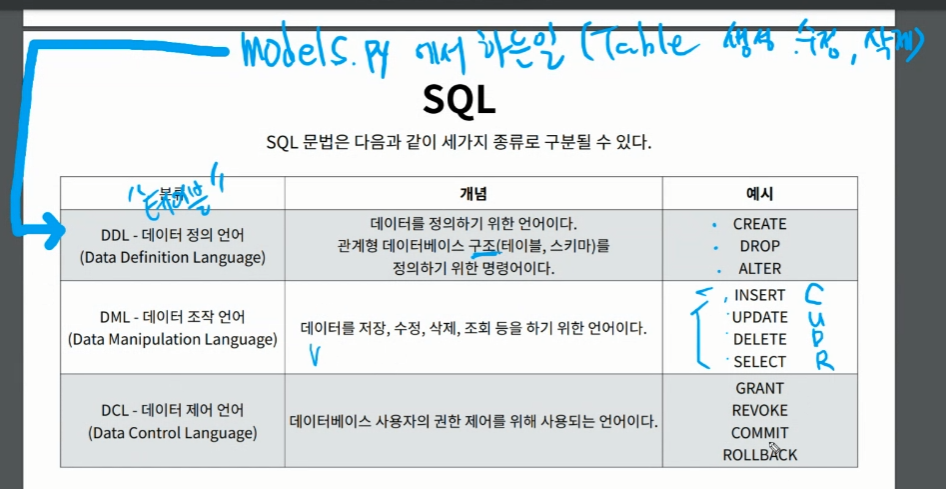 models.py 에서 하는일 (Table 생성, 수정, 삭제)
SQL
SQL 문법은 다음과 같이 세가지 종류로 구분될 수 있다.
분류
"테이블"
개념
예시
DDL - 데이터 정의 언어
(Data Definition Language)
데이터를 정의하기 위한 언어이다.
관계형 데이터베이스 구조(테이블, 스키마)를
정의하기 위한 명령어이다.
CREATE
DROP
ALTER
DML - 데이터 조작 언어
(Data Manipulation Language)
데이터를 저장, 수정, 삭제, 조회 등을 하기 위한 언어이다.
INSERT C
UPDATE U
DELETE D
SELECT R
DCL - 데이터 제어 언어
(Data Control Language)
데이터베이스 사용자의 권한 제어를 위해 사용되는 언어이다.
GRANT
REVOKE
COMMIT
ROLLBACK